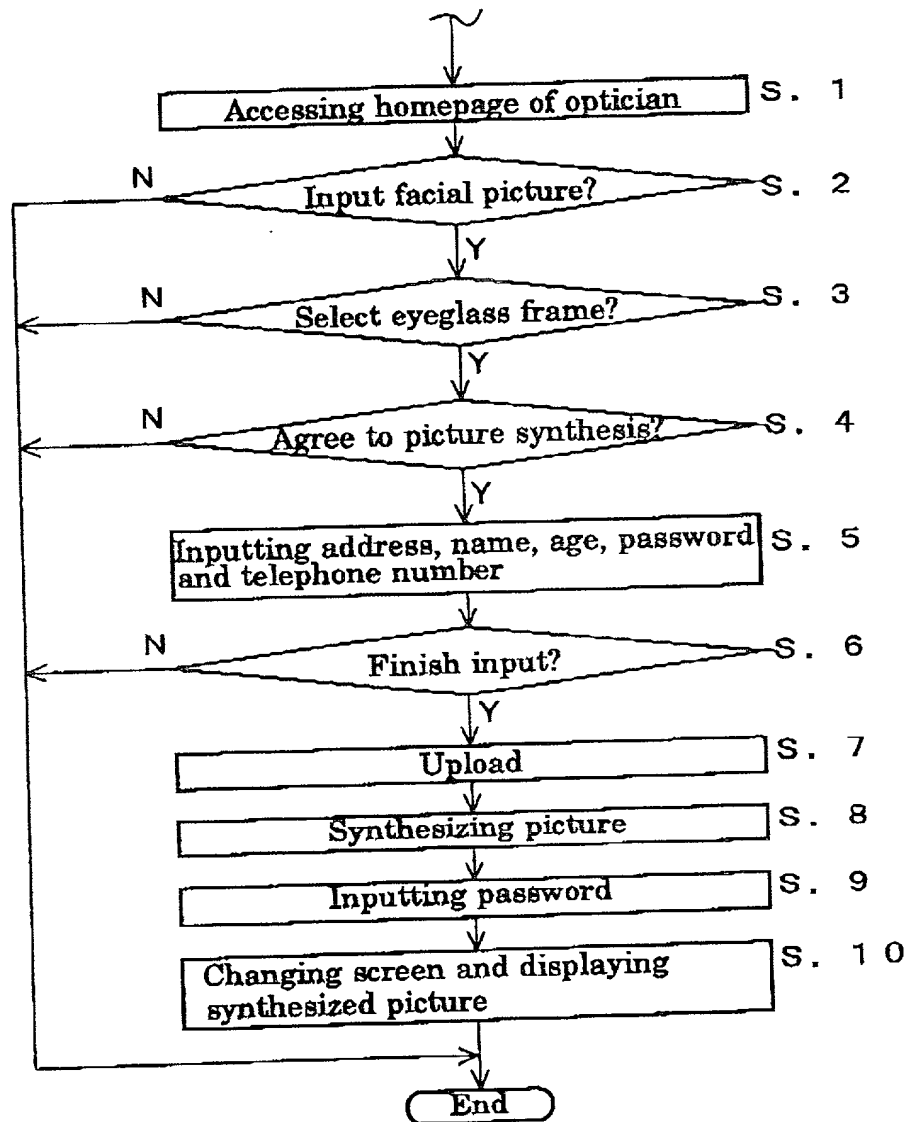 Accessing homepage of optician S. 1
N
Input facial picture? S. 2
Y
N
Select eyeglass frame? S. 3
Y
N
Agree to picture synthesis? S. 4
Y
Inputting address, name, age, password S. 5
and telephone number
N
Finish input? S. 6
Y
Upload S. 7
Synthesizing picture S. 8
Inputting password S. 9
Changing screen and displaying S. 10
synthesized picture
End